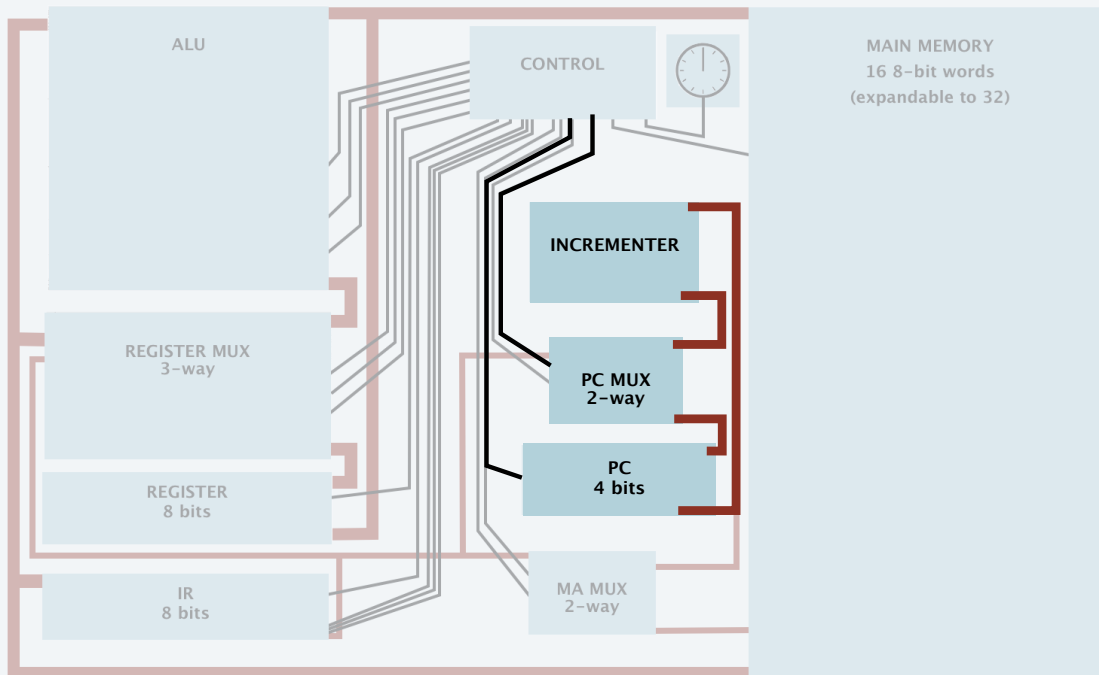 ALU
CONTROL
MAIN MEMORY
16 8-bit words
(expandable to 32)
INCREMENTER
REGISTER MUX
3-way
PC MUX
2-way
PC
4 bits
REGISTER
8 bits
IR
8 bits
MA MUX
2-way